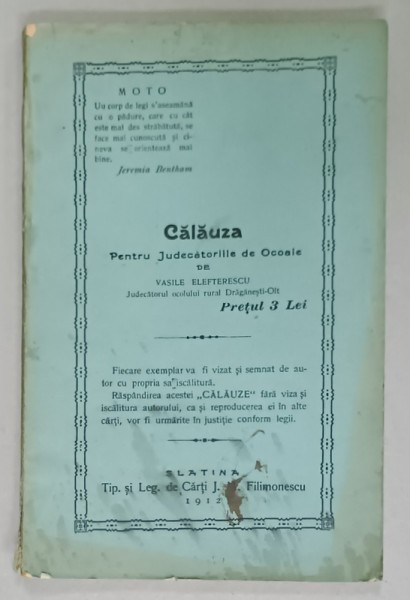 MOTO
Un corp de legi s'aseamănă
cu o pădure, care cu cât
este mai des străbătută, se
face mai cunoscută şi ci-
neva se orientează mai
bine.
Jeremia Bentham
Călăuza
Pentru Judecătoriile de Ocoale
DE
VASILE ELEFTERESCU
Judecătorul ocolului rural Drăgăneşti-Olt
Preţul 3 Lei
Fiecare exemplar va fi vizat şi semnat de au-
tor cu propria sa iscălitură.
Răspândirea acestei „CĂLĂUZE" fără viza şi
iscălitura autorului, ca şi reproducerea ei în alte
cărţi, vor fi urmărite în justiţie conform legii.
SLATINA
Tip. şi Leg. de Cărţi J. Filimonescu
1912